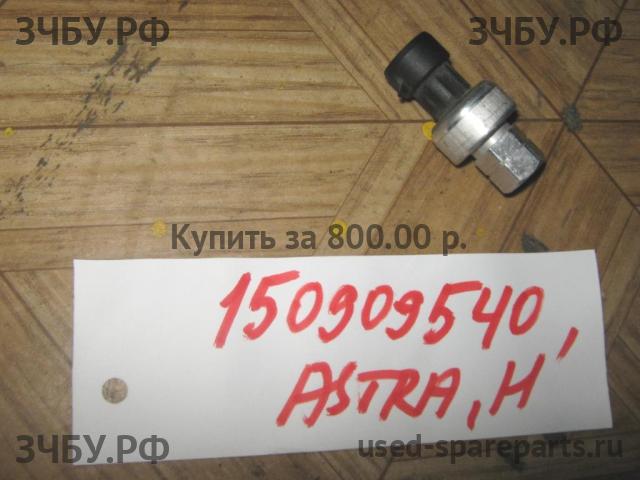 ЗЧБУ.РФ ЗЧБУ.РФ
Купить за 800.00 р.
150909540,
ASTRA, H
ЗЧБУ.РФ used-spareparts.ru